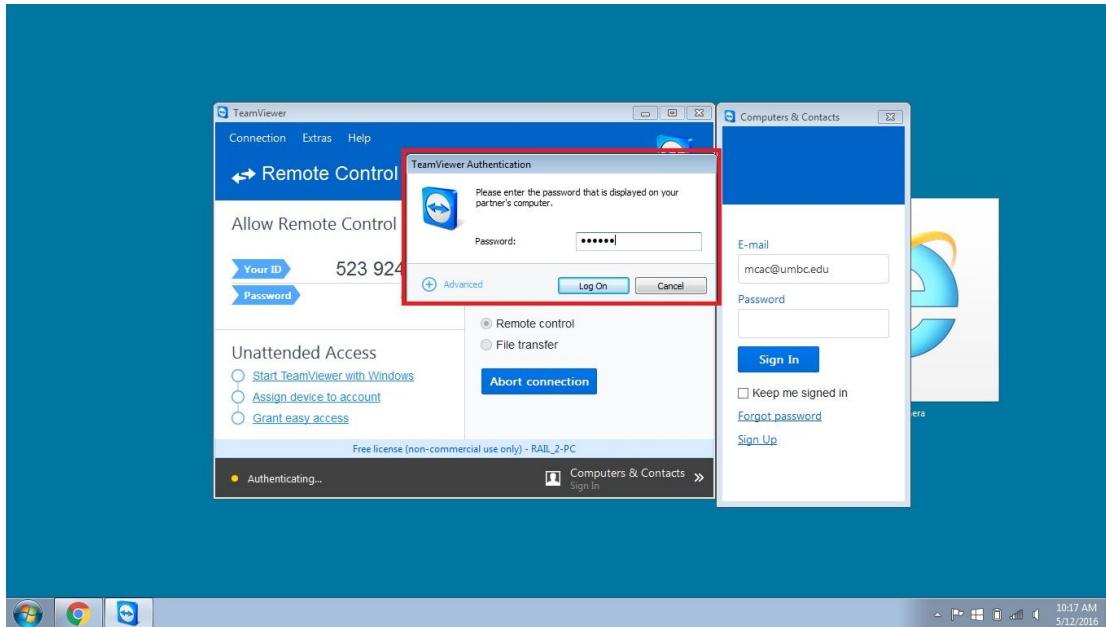 TeamViewer
Connection Extras Help
Remote Control
Allow Remote Control
Your ID 523 924
Password
Unattended Access
Start TeamViewer with Windows
Assign device to account
Grant easy access
TeamViewer Authentication
Please enter the password that is displayed on your
partner's computer.
Password: ••••••
Advanced
Log On Cancel
Remote control
File transfer
Abort connection
Free license (non-commercial use only) - RAIL_2-PC
Authenticating...
Computers & Contacts
Sign In
Computers & Contacts
E-mail
mcac@umbc.edu
Password
Sign In
Keep me signed in
Forgot password
Sign Up
era
10:17 AM
5/12/2016